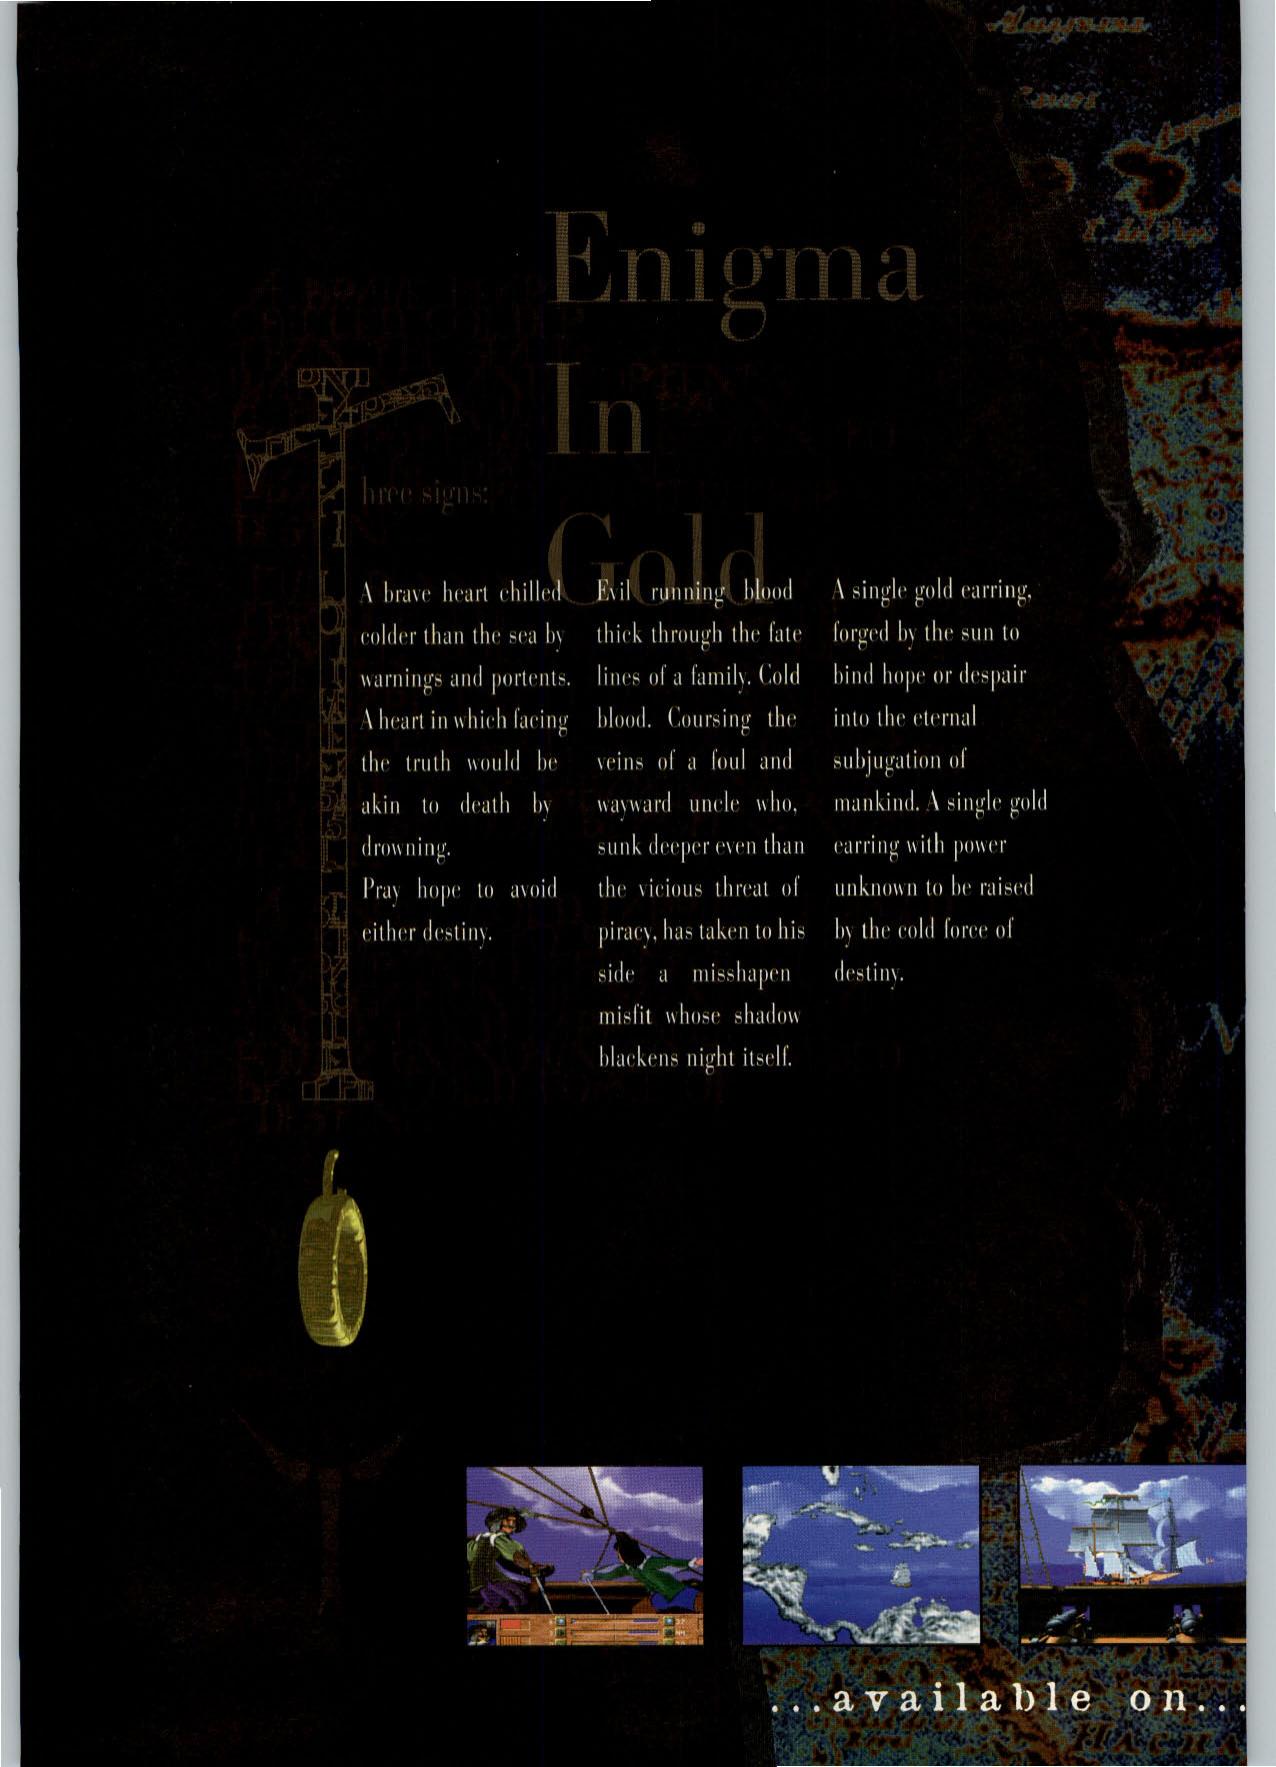 Enigma
In
Gold
Three signs:
A brave heart chilled
colder than the sea by
warnings and portents.
A heart in which facing
the truth would be
akin to death by
drowning.
Pray hope to avoid
either destiny.
Evil running blood
thick through the fate
lines of a family. Cold
blood. Coursing the
veins of a foul and
wayward uncle who,
sunk deeper even than
the vicious threat of
piracy, has taken to his
side a misshapen
misfit whose shadow
blackens night itself.
A single gold earring,
forged by the sun to
bind hope or despair
into the eternal
subjugation of
mankind. A single gold
earring with power
unknown to be raised
by the cold force of
destiny.
...available on...